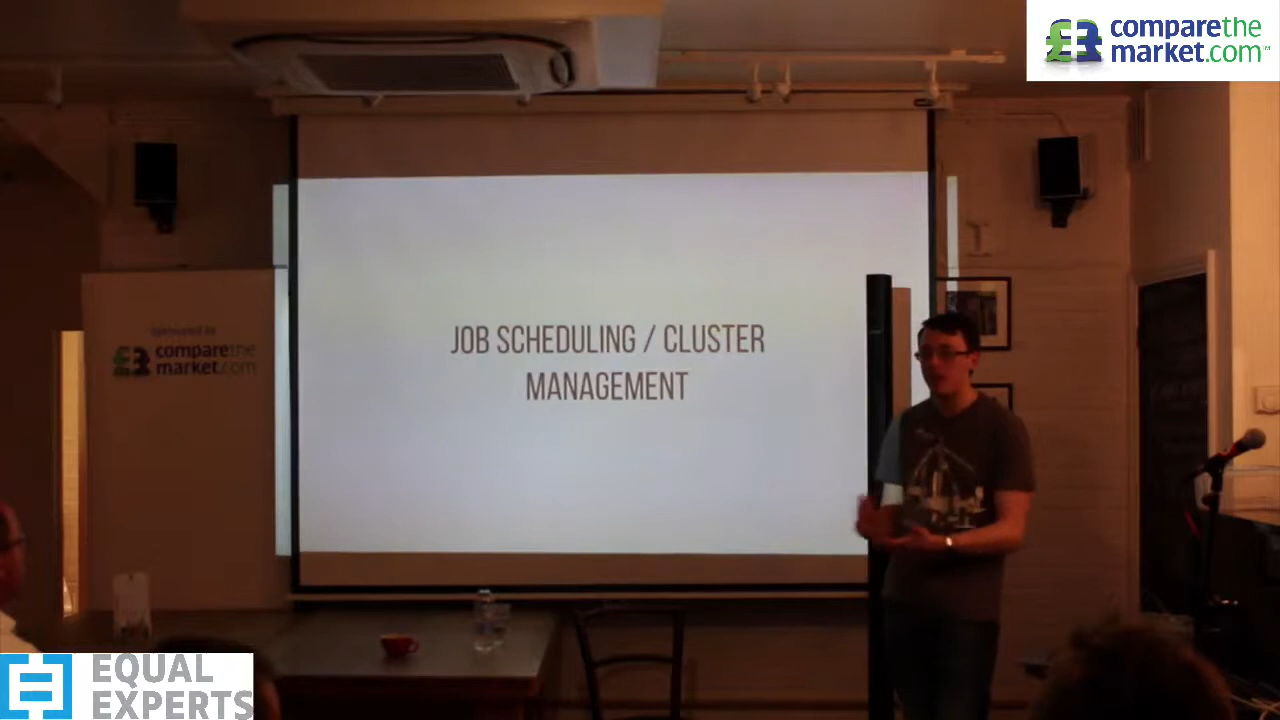 comparethe
market.com
JOB SCHEDULING / CLUSTER
MANAGEMENT
sponsored by
comparethe
market.com
EQUAL
EXPERTS